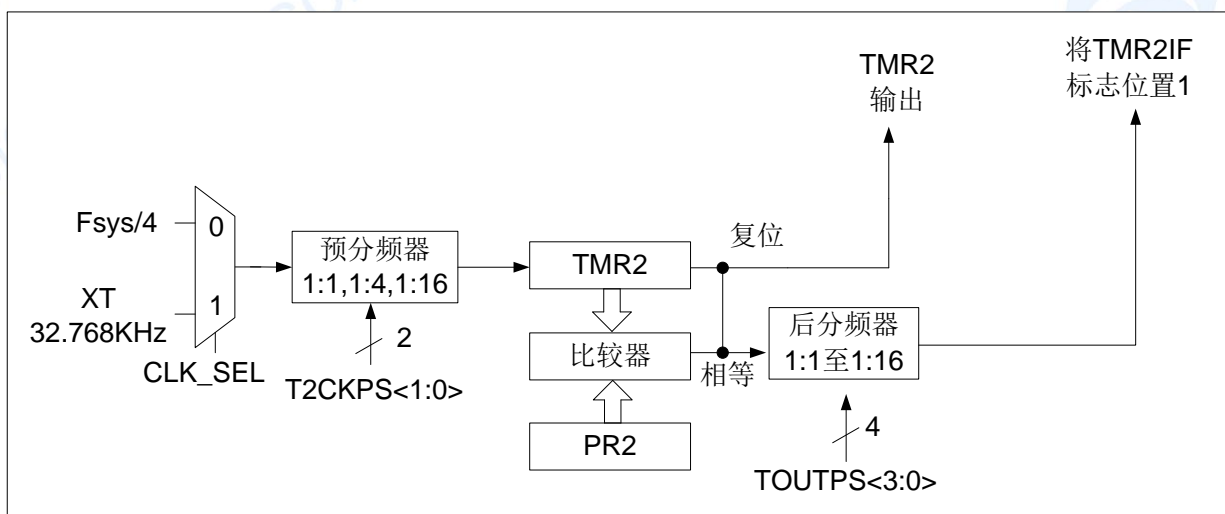 将TMR2IF
标志位置1
TMR2
输出
Fsys/4
0
预分频器
1:1,1:4,1:16
TMR2
复位
XT
32.768KHz
1
CLK_SEL
2
T2CKPS<1:0>
比较器
相等
后分频器
1:1至1:16
PR2
4
TOUTPS<3:0>